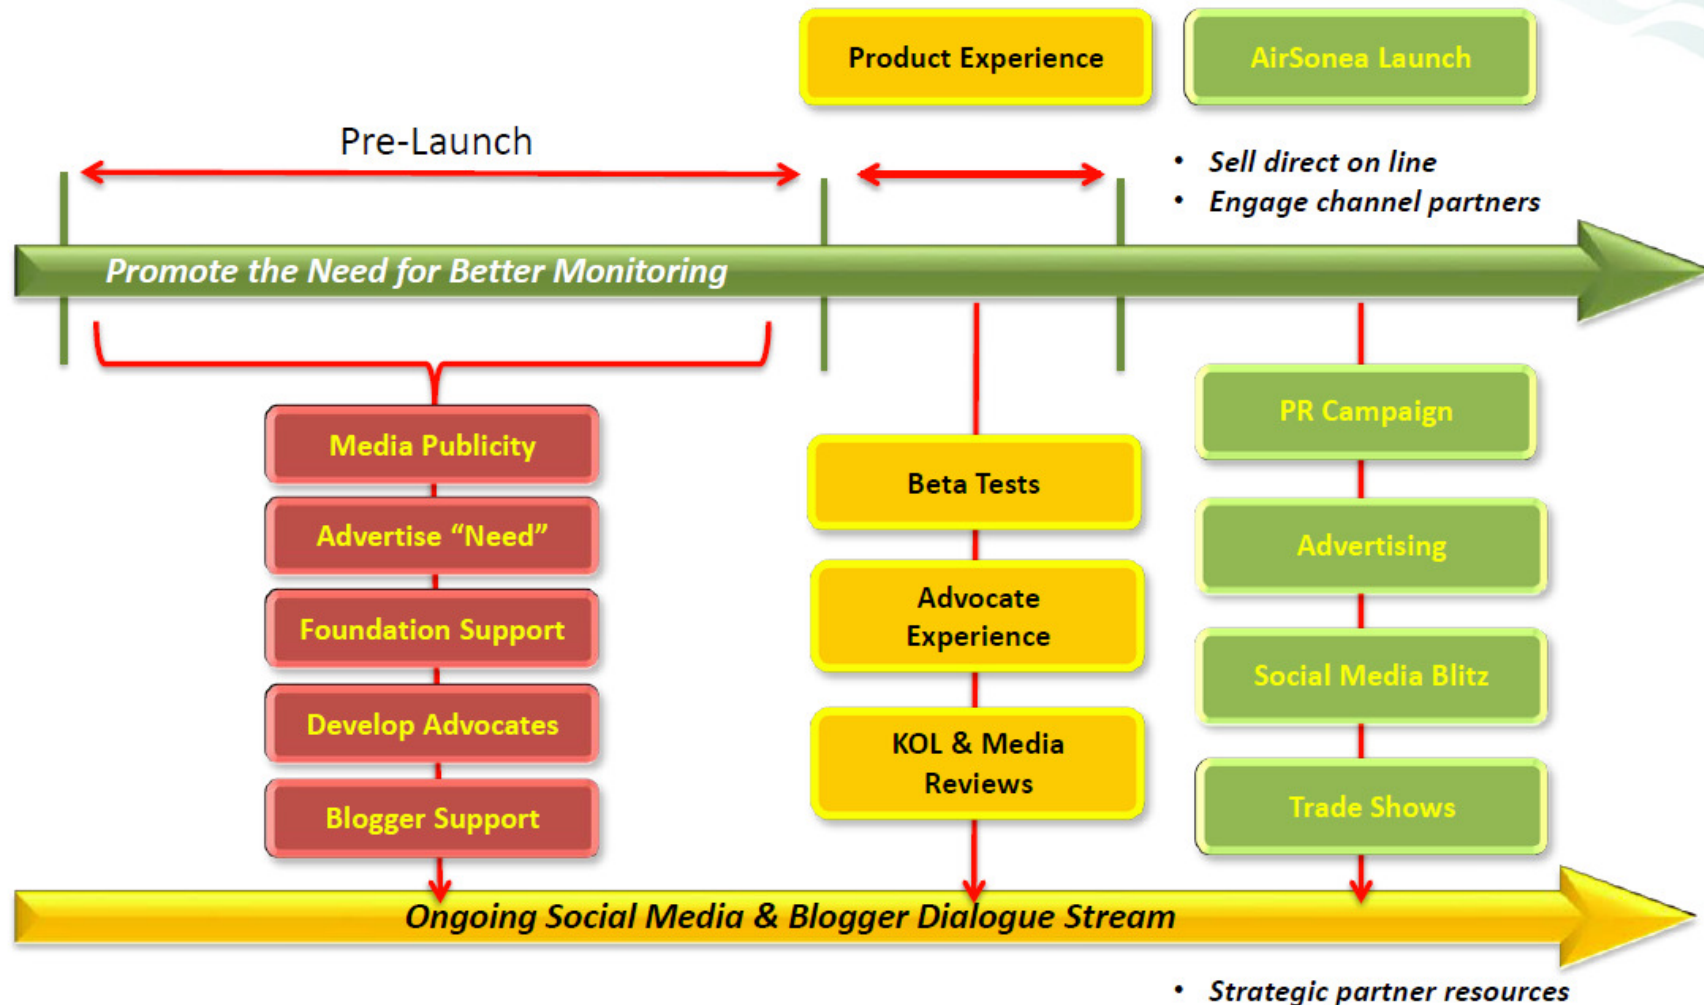 Product Experience
AirSonea Launch
Pre-Launch
• Sell direct on line
• Engage channel partners
Promote the Need for Better Monitoring
Media Publicity
Advertise “Need”
Foundation Support
Develop Advocates
Blogger Support
Beta Tests
Advocate
Experience
KOL & Media
Reviews
PR Campaign
Advertising
Social Media Blitz
Trade Shows
Ongoing Social Media & Blogger Dialogue Stream
• Strategic partner resources